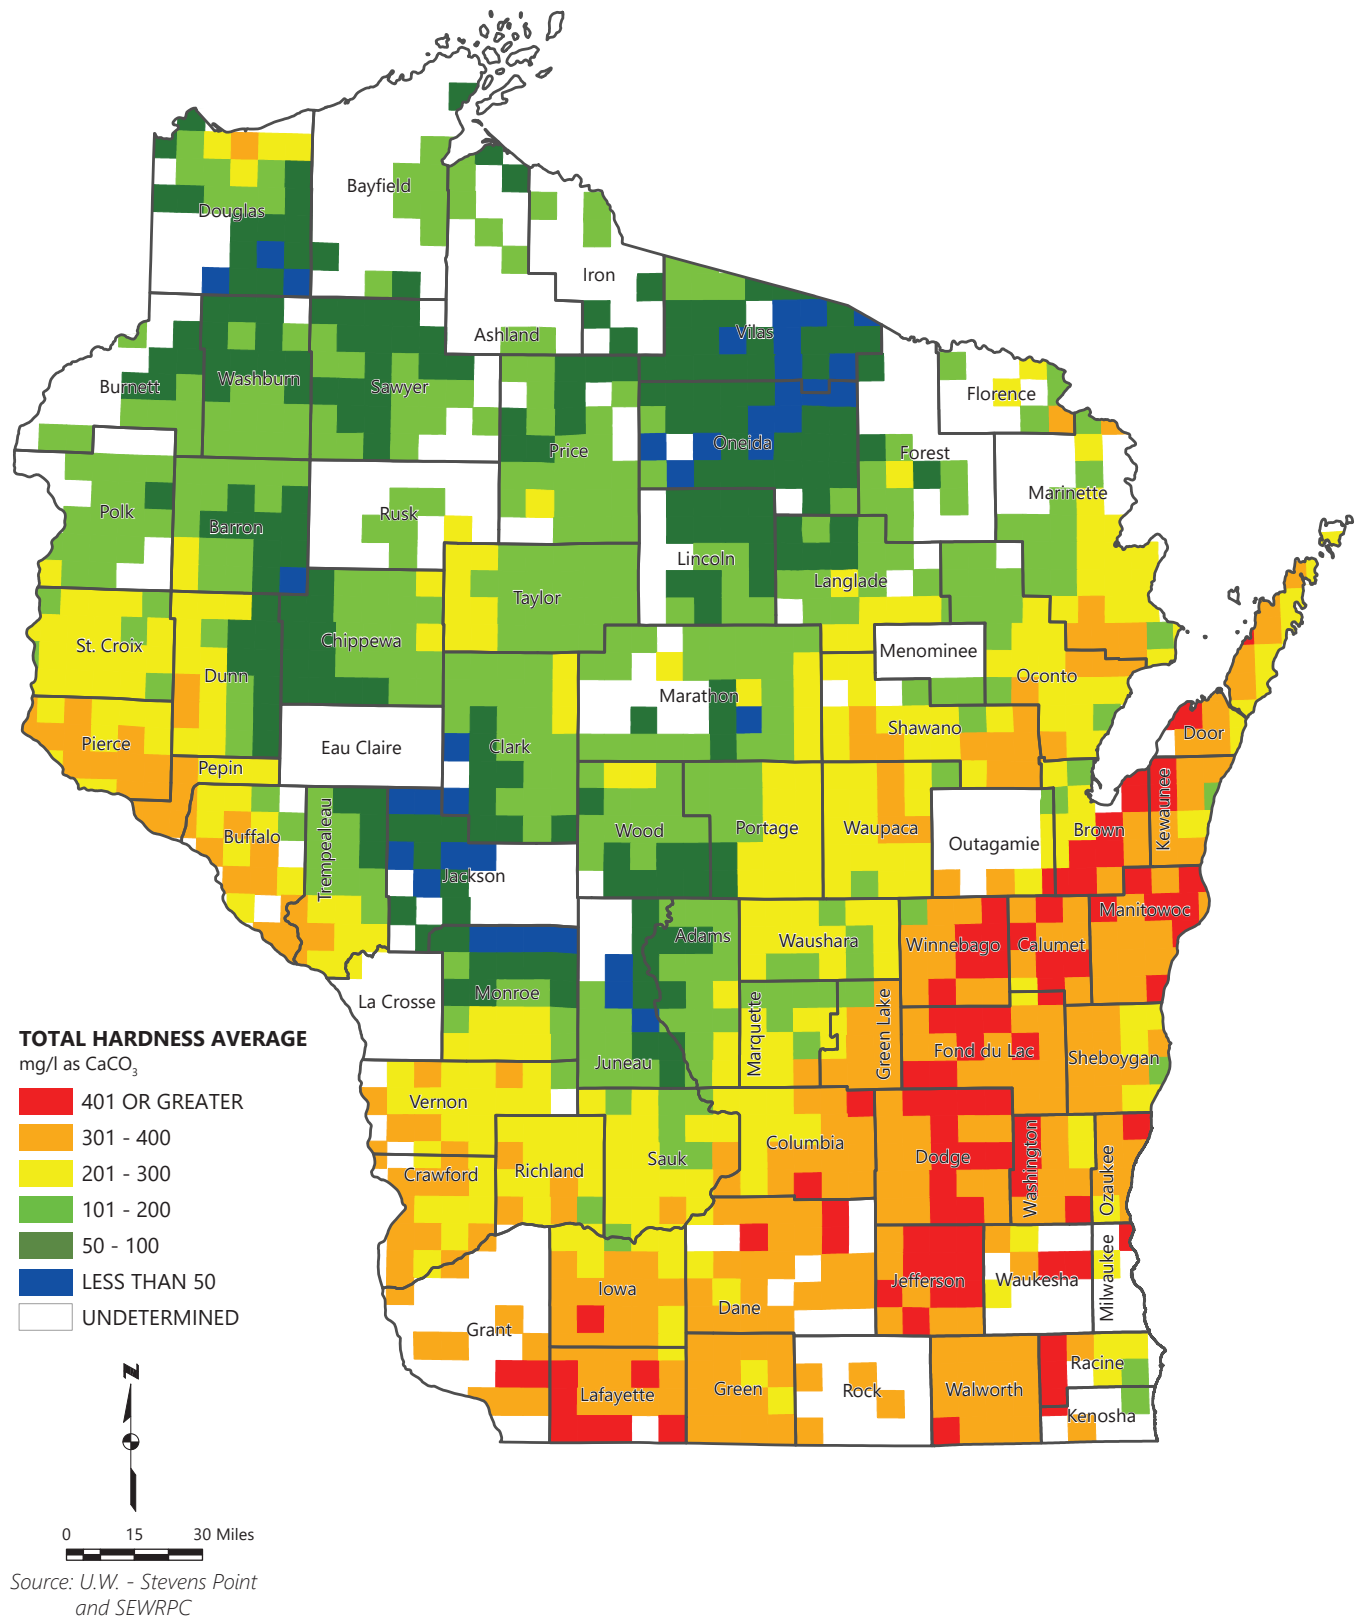 Bayfield
Douglas
Iron
Ashland
Vilas
Burnett
Washburn
Sawyer
Florence
Price
Oneida
Forest
Marinette
Polk
Barron
Rusk
Lincoln
Langlade
Taylor
St. Croix
Chippewa
Dunn
Menominee
Oconto
Marathon
Pierce
Eau Claire
Clark
Shawano
Door
Pepin
Buffalo
Trempealeau
Wood
Portage
Waupaca
Outagamie
Brown
Kewaunee
Jackson
Adams
Waushara
Winnebago
Calumet
Manitowoc
La Crosse
Monroe
Juneau
Marquette
Green Lake
Fond du Lac
Sheboygan
Vernon
Crawford
Richland
Sauk
Columbia
Dodge
Washington
Ozaukee
Iowa
Dane
Jefferson
Waukesha
Milwaukee
Grant
Lafayette
Green
Rock
Walworth
Racine
Kenosha
TOTAL HARDNESS AVERAGE
mg/l as CaCO3
401 OR GREATER
301 - 400
201 - 300
101 - 200
50 - 100
LESS THAN 50
UNDETERMINED
N
0 15 30 Miles
Source: U.W. - Stevens Point
and SEWRPC